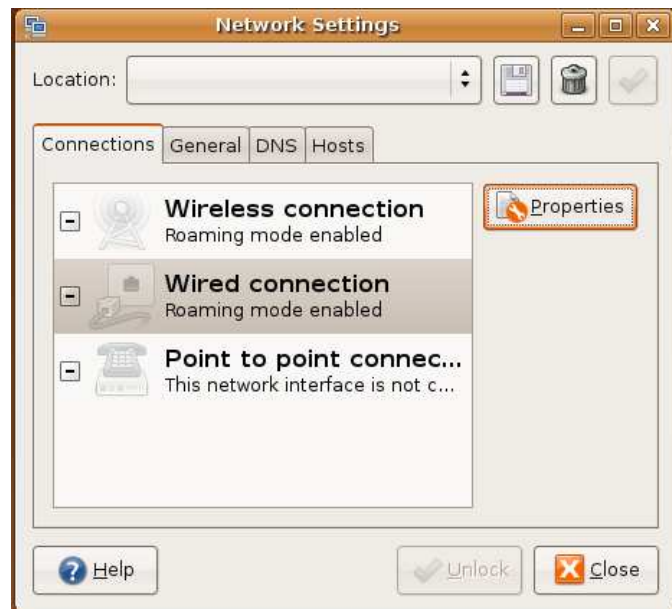 Network Settings
Location:
Connections General DNS Hosts
Wireless connection
Roaming mode enabled
Properties
Wired connection
Roaming mode enabled
Point to point connec...
This network interface is not c...
Help
Unlock
Close